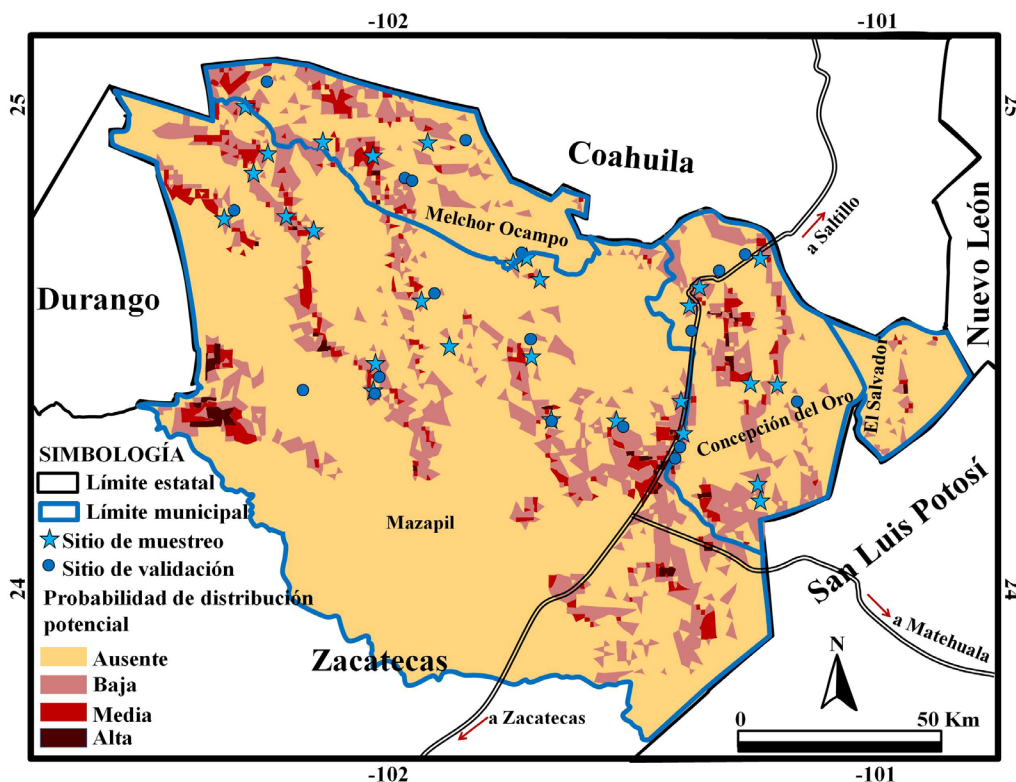 -102
-101
25
25
Coahuila
a Saltillo
Nuevo León
Melchor Ocampo
Durango
El Salvador
Concepción del Oro
SIMBOLOGÍA
Límite estatal
Límite municipal
Sitio de muestreo
Sitio de validación
Probabilidad de distribución
potencial
Ausente
Baja
Media
Alta
Mazapil
San Luis Potosí
24
24
a Matehuala
Zacatecas
N
a Zacatecas
0 50 Km
-102
-101